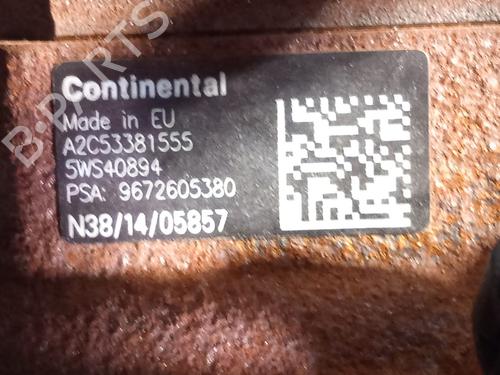 Continental
Made in EU
A2C53381555
5WS40894
PSA: 9672605380
N38/14/05857
B-PARTS